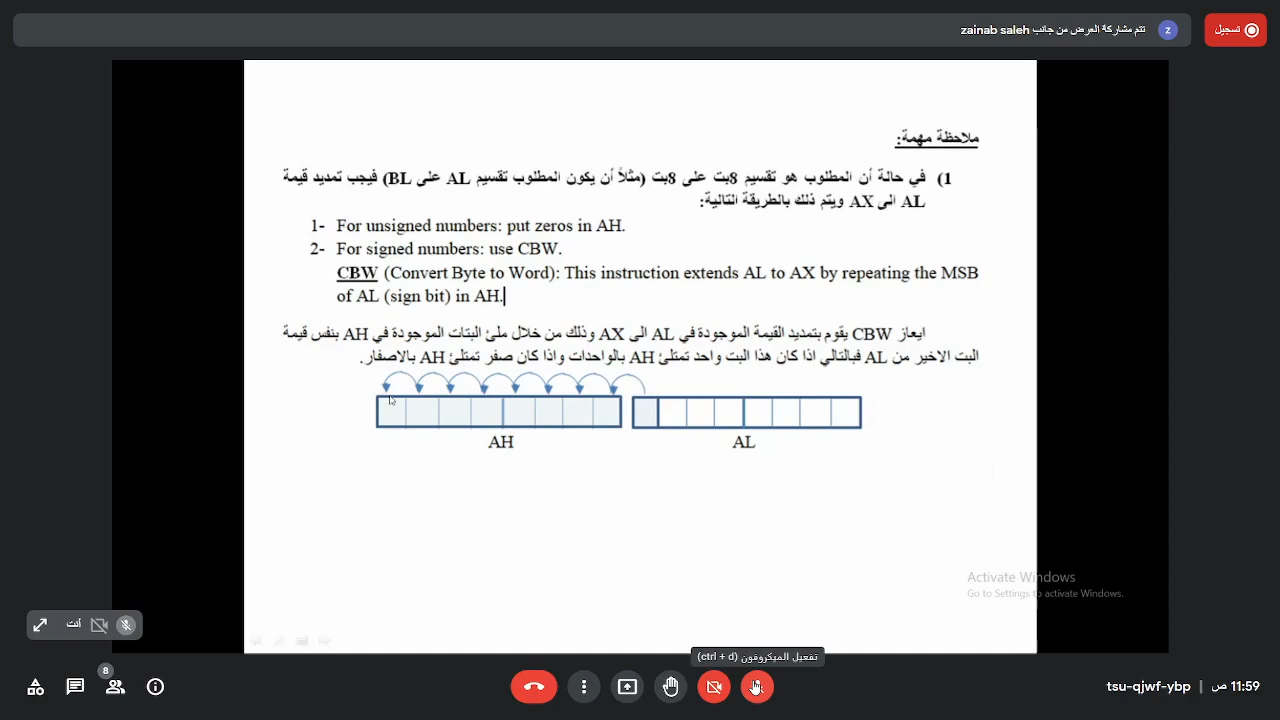 تتم مشاركة العرض من جانب zainab saleh
z
تسجيل
ملاحظة مهمة:
1) في حالة أن المطلوب هو تقسيم 8بت على 8بت (مثلاً أن يكون المطلوب تقسيم AL على BL) فيجب تمديد قيمة
AL الى AX ويتم ذلك بالطريقة التالية:
1- For unsigned numbers: put zeros in AH.
2- For signed numbers: use CBW.
CBW (Convert Byte to Word): This instruction extends AL to AX by repeating the MSB
of AL (sign bit) in AH.
ايعاز CBW يقوم بتمديد القيمة الموجودة في AL الى AX وذلك من خلال ملئ البتات الموجودة في AH بنفس قيمة
البت الاخير من AL فبالتالي اذا كان هذا البت واحد تمتلئ AH بالواحدات واذا كان صفر تمتلئ AH بالاصفار.
AH
AL
Activate Windows
Go to Settings to activate Windows.
أنت
تفعيل الميكروفون (ctrl + d)
8
tsu-qjwf-ybp
11:59 ص